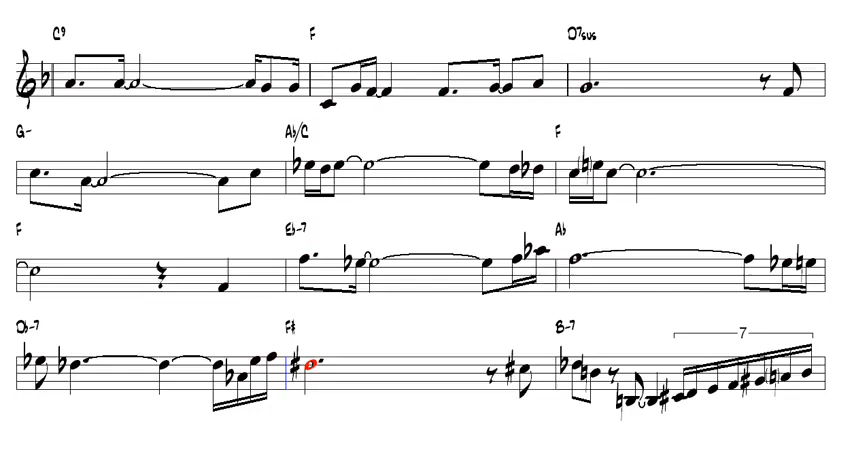 C9 F D7sus
G- Ab/C F
F Eb-7 Ab
Db-7 F# B-7
7